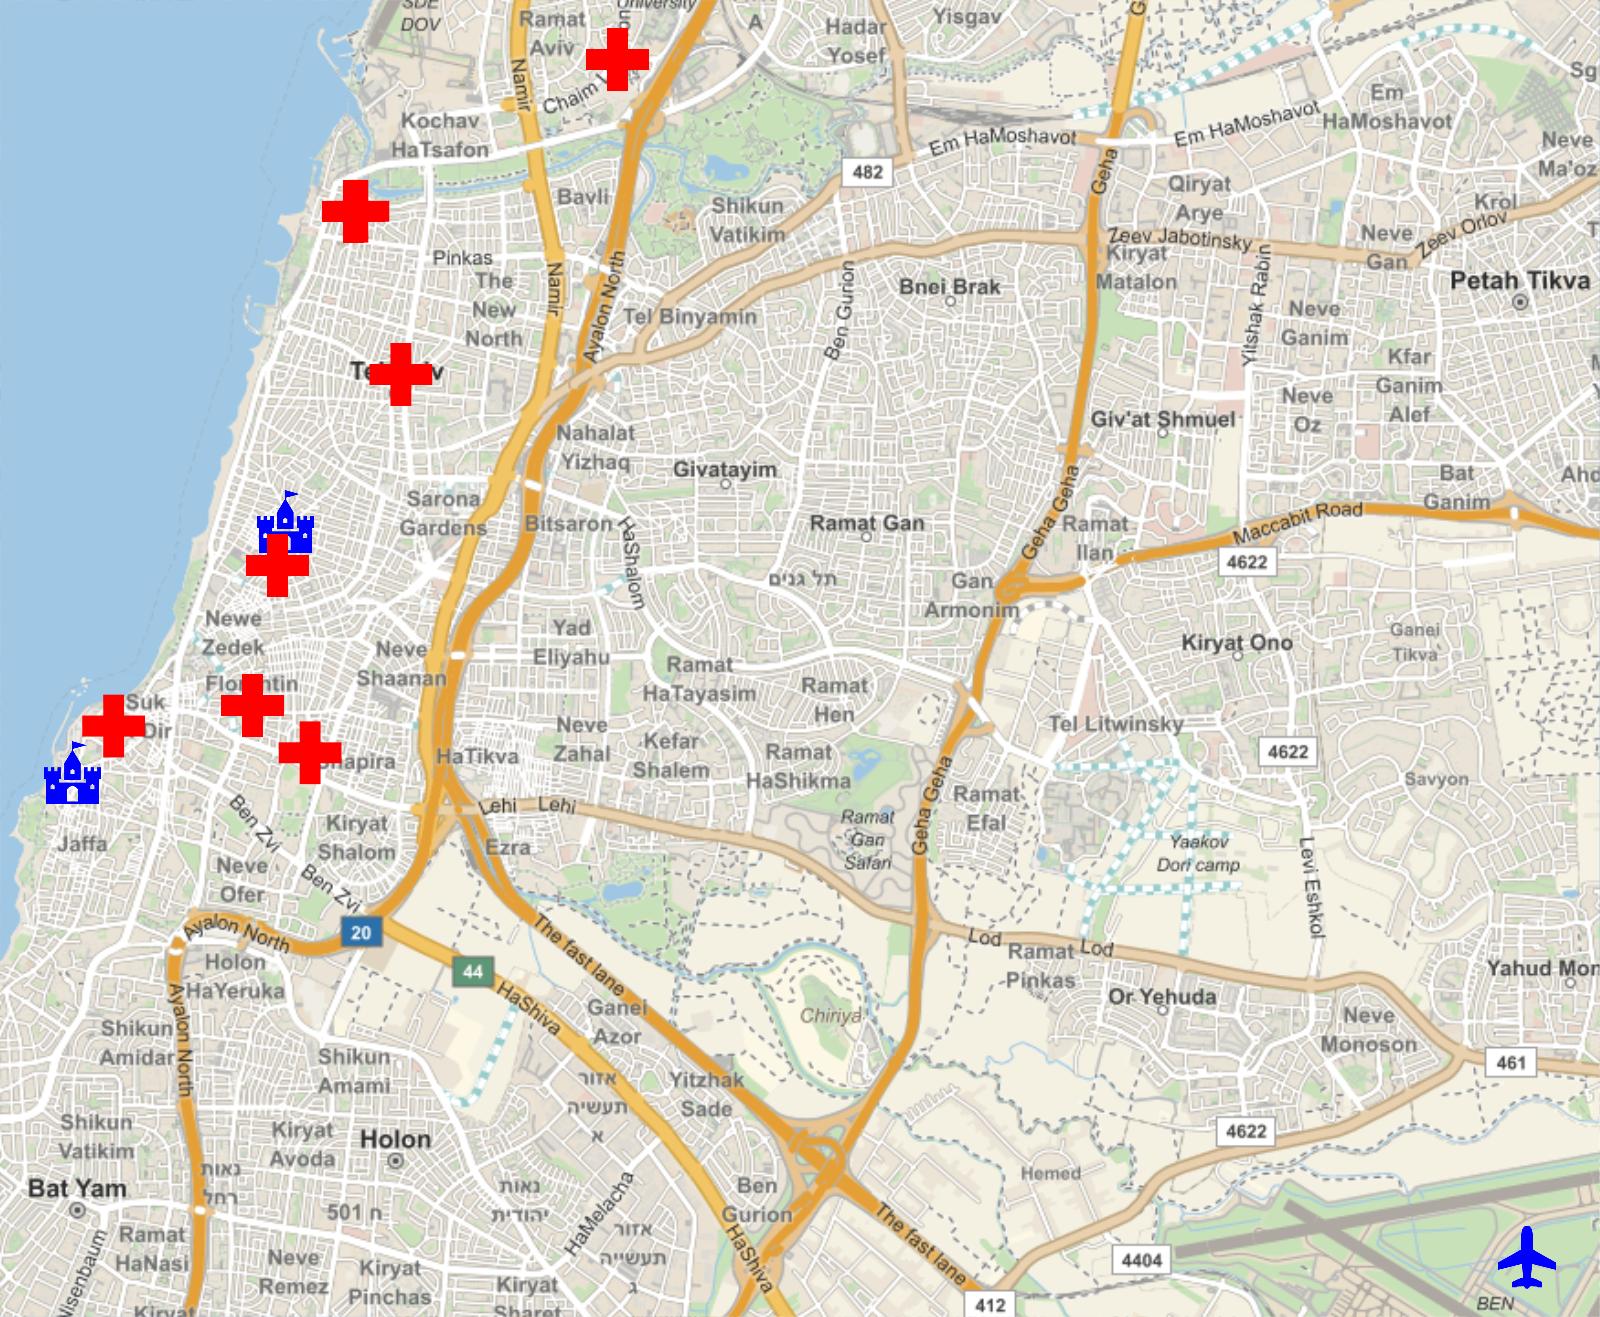 SDE
DOV
Ramat
Aviv
University
A
Hadar
Yosef
Yisgav
G
Namir
Chaim
Kochav
HaTsafon
Em HaMoshavot
Em HaMoshavot
Em
HaMoshavot
Neve
Ma'oz
482
Geha
Bavli
Shikun
Vatikim
Qiryat
Arye
Krol
Zeev Orlov
Zeev Jabotinsky
Neve
Gan
Kiryat
Matalon
Pinkas
The
New
North
Namir
Ayalon North
Tel Binyamin
Ben Gurion
Bnei Brak
Yitshak Rabin
Neve
Ganim
Petah Tikva
Kfar
Ganim
Alef
Neve
Oz
Giv'at Shmuel
Nahalat
Yizhaq
Givatayim
Bat
Ganim
Sarona
Gardens
Bitsaron
HaShalom
Ramat Gan
Geha Geha
Ramat
Ilan
Maccabit Road
4622
תל גנים
Gan
Armonim
Newe
Zedek
Neve
Shaanan
Yad
Eliyahu
Ramat
HaTayasim
Ramat
Hen
Kiryat Ono
Ganei
Tikva
Suk
Dir
Neve
Zahal
Kefar
Shalem
Ramat
HaShikma
Tel Litwinsky
4622
HaTikva
Savyon
Geha Geha
Ramat
Efal
Lehi
Lehi
Ramat
Gan
Safari
Yaakov
Dori camp
Levi Eshkol
Jaffa
Ben Zvi
Kiryat
Shalom
Ezra
Neve
Ofer
Ben Zvi
Ayalon North
20
The fast lane
Lod
Lod
Ramat
Pinkas
Holon
HaYeruka
44
HaShiva
Ganei
Azor
Chiriya
Or Yehuda
Yahud Mon
Neve
Monoson
Shikun
Amidar
Ayalon North
Shikun
Amami
461
אזור
תעשיה
א
Yitzhak
Sade
Shikun
Vatikim
Kiryat
Avoda
Holon
4622
Hemed
Bat Yam
נאות
רחל
501 ח
נאות
יהודית
HaMelacha
Ben
Gurion
Ramat
HaNasi
Neve
Remez
Kiryat
Pinchas
אזור
תעשייה
ג
HaShiva
The fast lane
4404
412
BEN
Kiryat
Kiryat
Sharet